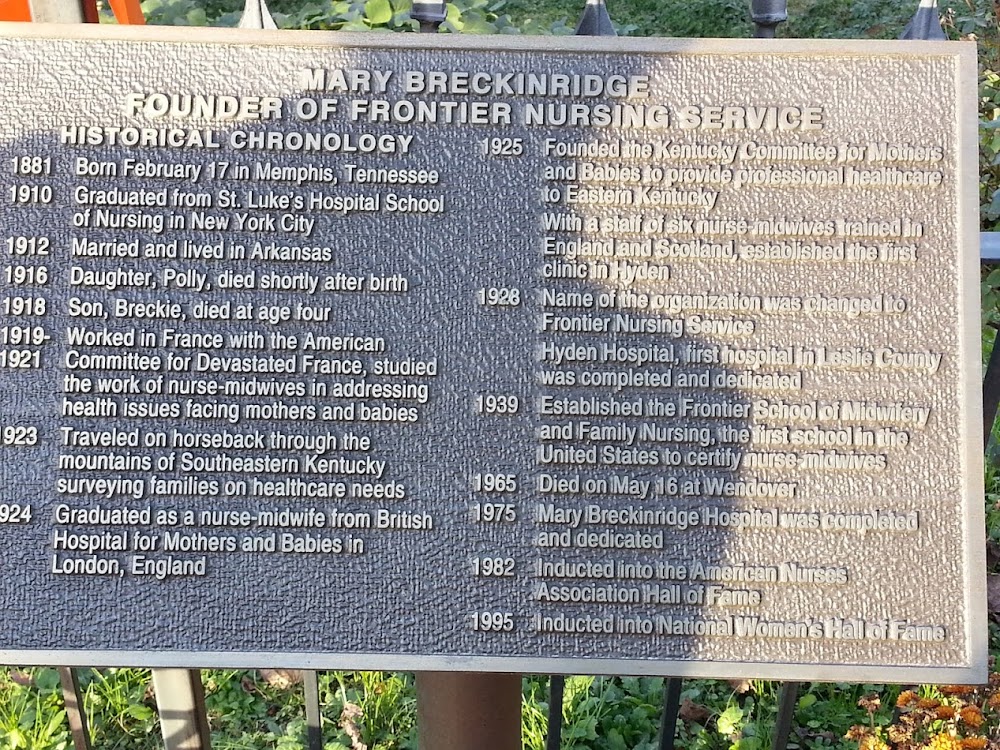 MARY BRECKINRIDGE
FOUNDER OF FRONTIER NURSING SERVICE
HISTORICAL CHRONOLOGY
1881 Born February 17 in Memphis, Tennessee
1910 Graduated from St. Luke's Hospital School
of Nursing in New York City
1912 Married and lived in Arkansas
1916 Daughter, Polly, died shortly after birth
1918 Son, Breckie, died at age four
1919- Worked in France with the American
1921 Committee for Devastated France, studied
the work of nurse-midwives in addressing
health issues facing mothers and babies
1923 Traveled on horseback through the
mountains of Southeastern Kentucky
surveying families on healthcare needs
924 Graduated as a nurse-midwife from British
Hospital for Mothers and Babies in
London, England
1925 Founded the Kentucky Committee for Mothers
and Babies to provide professional healthcare
to Eastern Kentucky
With a staff of six nurse-midwives trained in
England and Scotland, established the first
clinic in Hyden
1928 Name of the organization was changed to
Frontier Nursing Service
Hyden Hospital, first hospital in Leslie County
was completed and dedicated
1939 Established the Frontier School of Midwifery
and Family Nursing, the first school in the
United States to certify nurse-midwives
1965 Died on May 16 at Wendover
1975 Mary Breckinridge Hospital was completed
and dedicated
1982 Inducted into the American Nurses
Association Hall of Fame
1995 Inducted into National Women's Hall of Fame